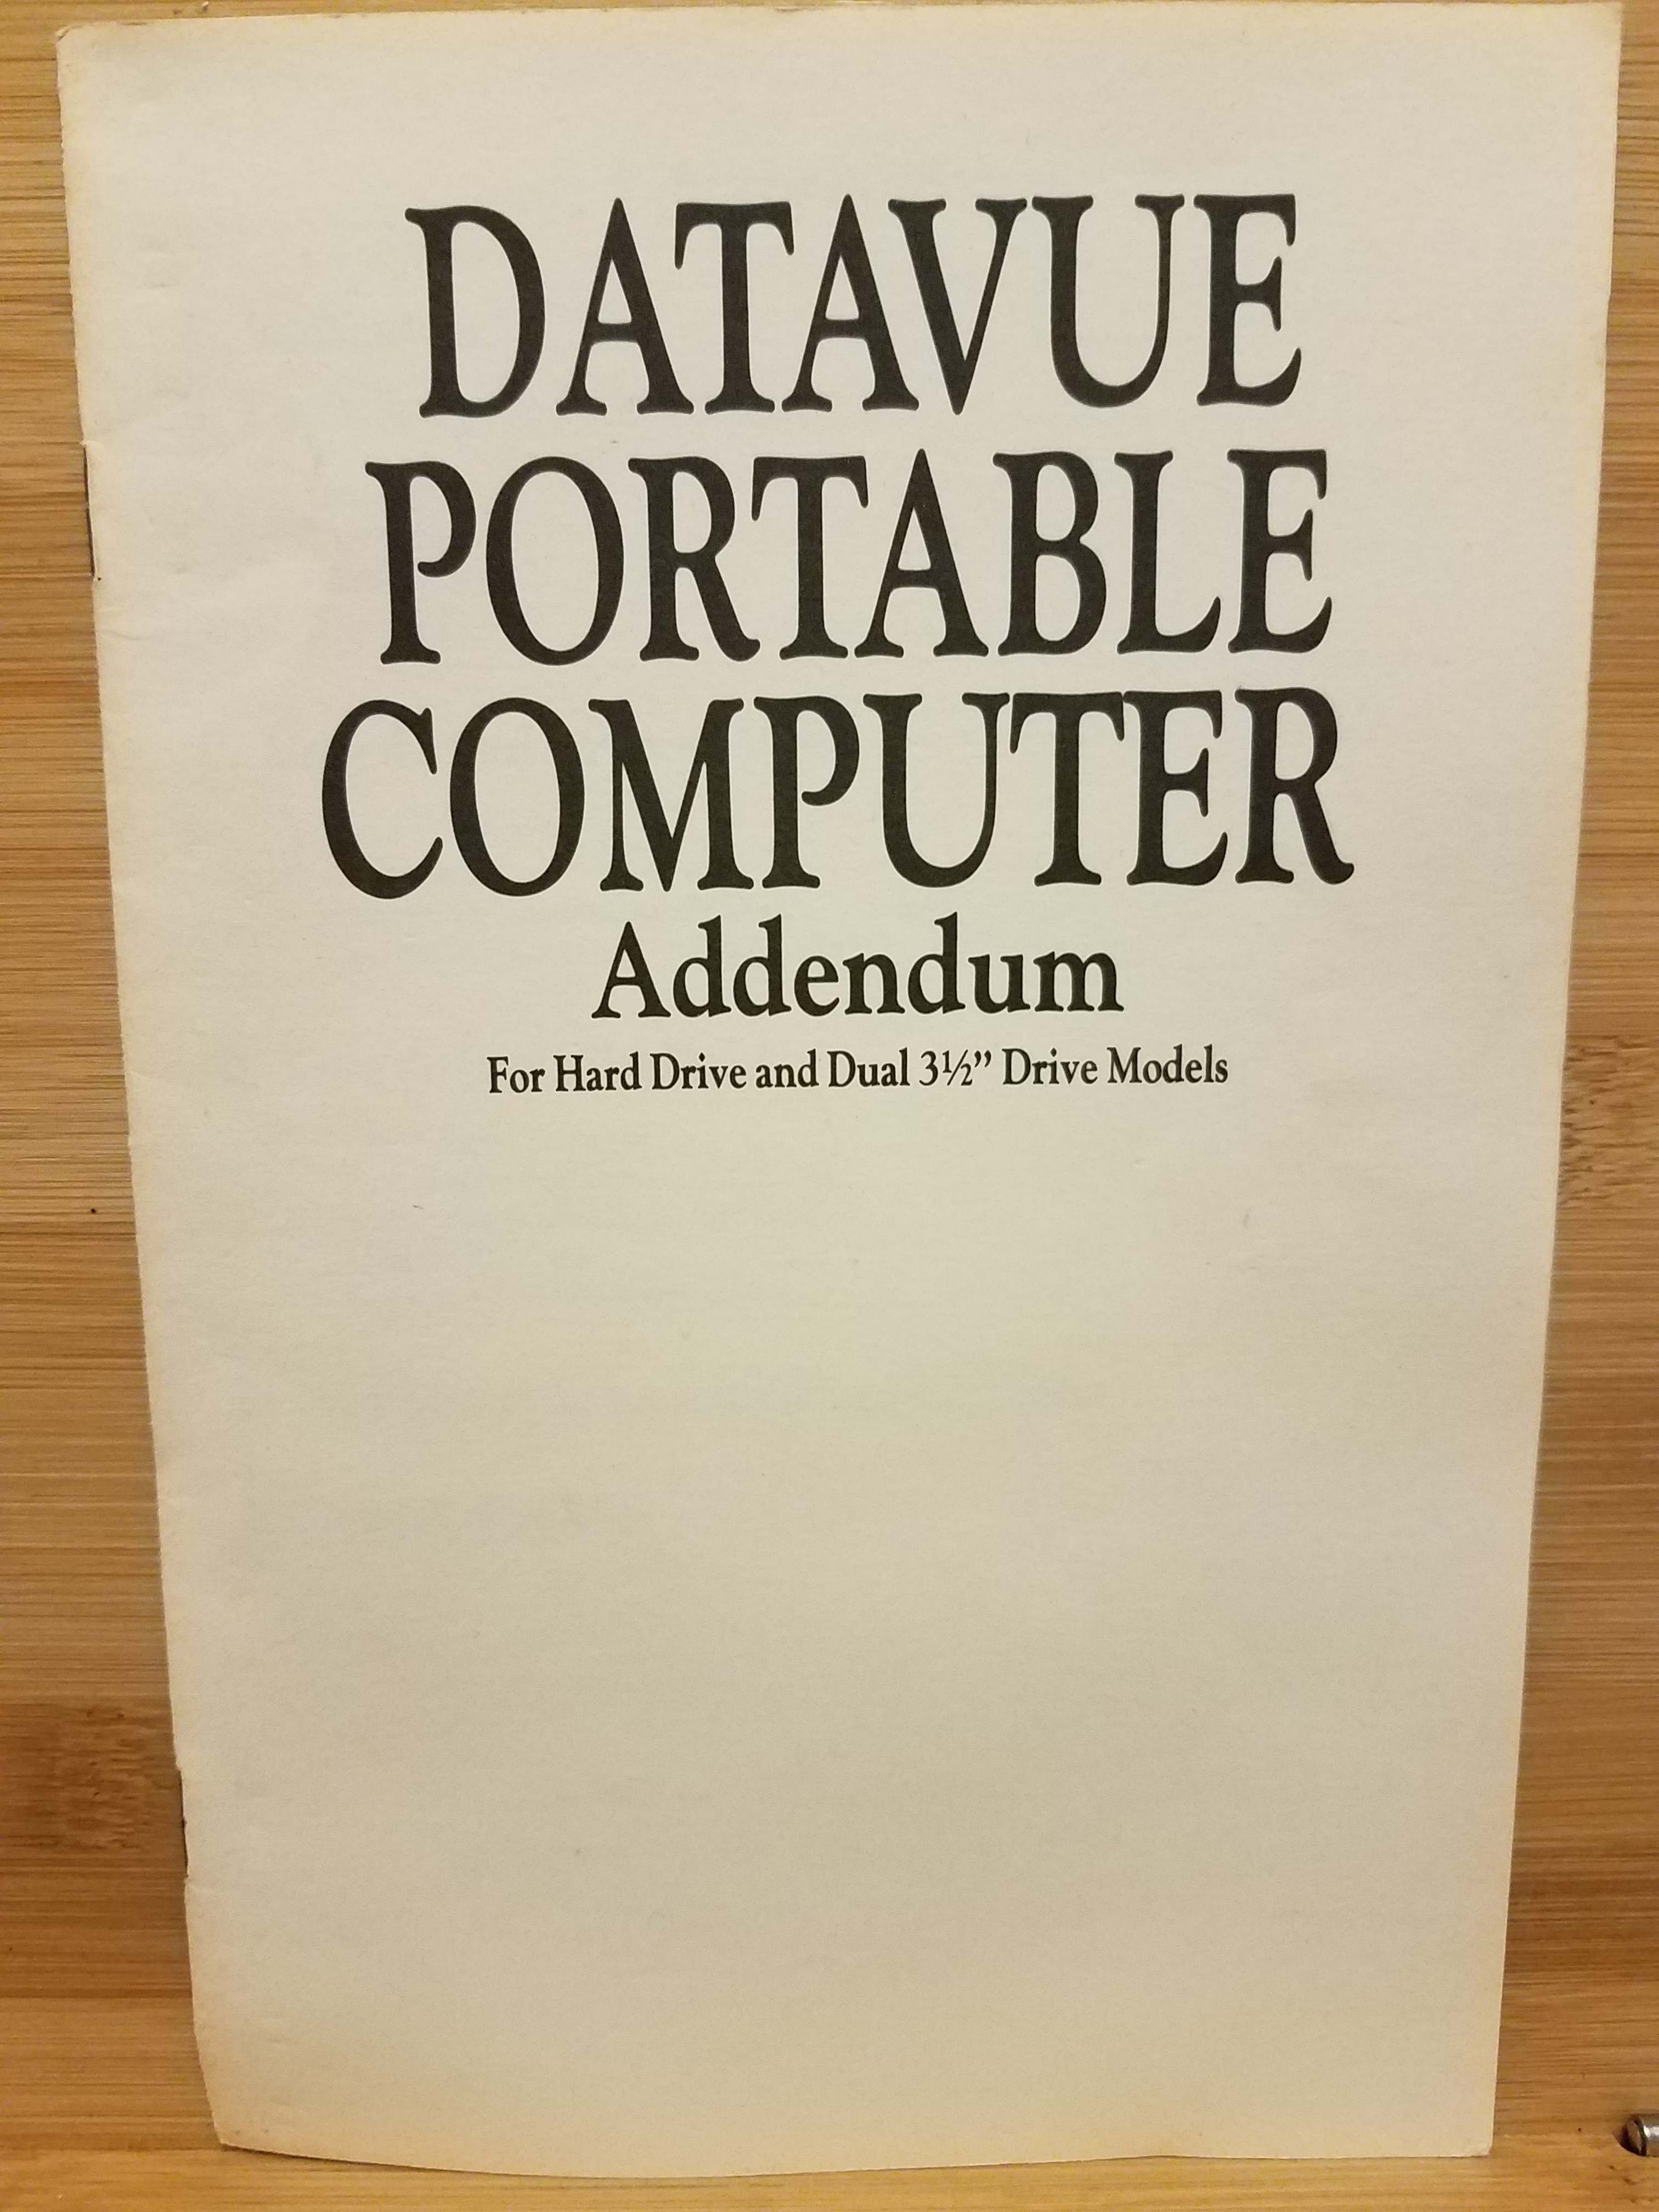 DATAVUE
PORTABLE
COMPUTER
Addendum
For Hard Drive and Dual 3½” Drive Models